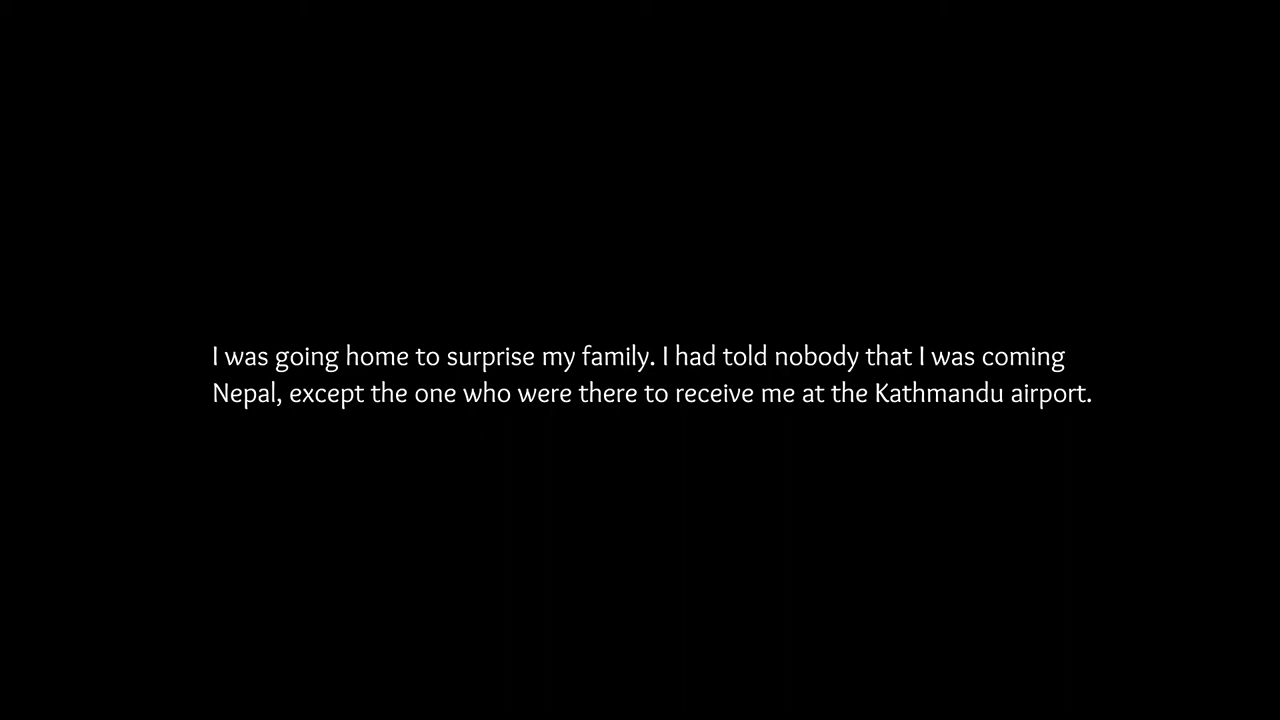 I was going home to surprise my family. I had told nobody that I was coming
Nepal, except the one who were there to receive me at the Kathmandu airport.